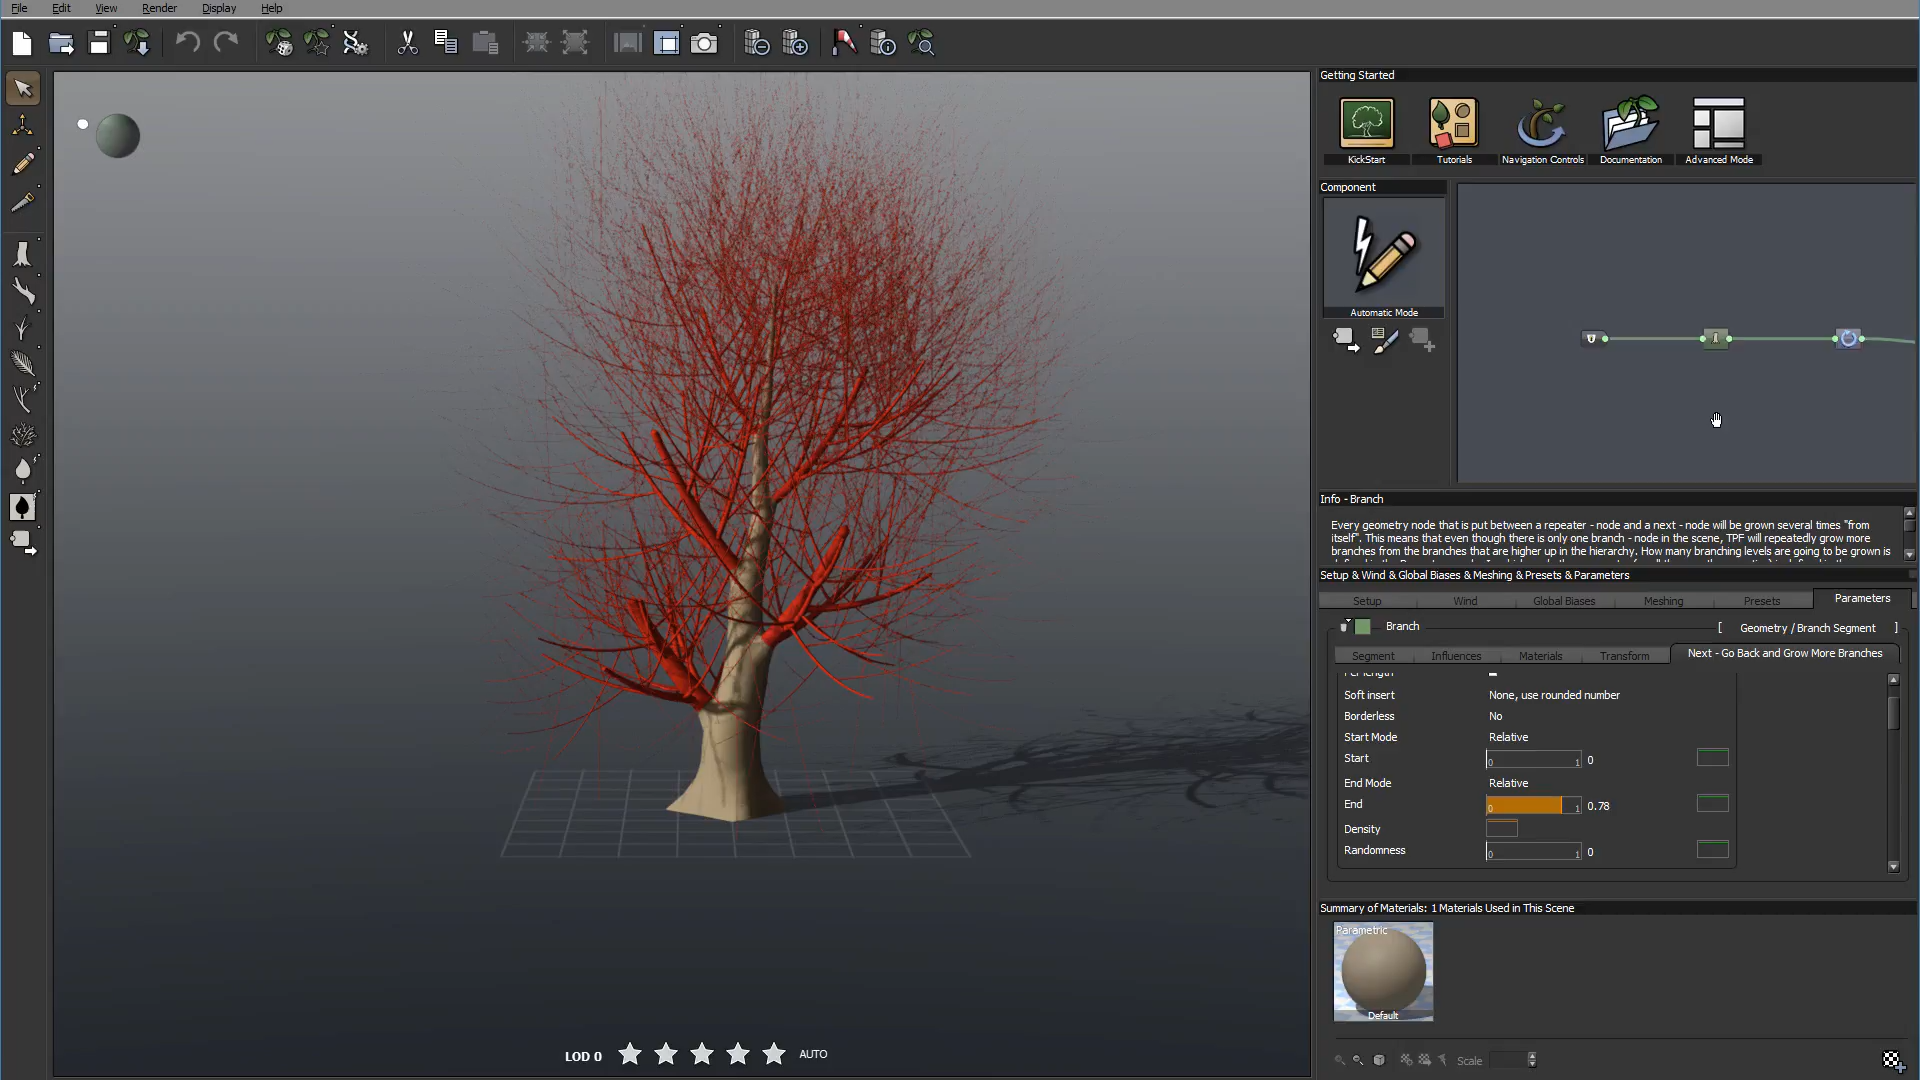 File Edit View Render Display Help
Getting Started
KickStart Tutorials Navigation Controls Documentation Advanced Mode
Component
Automatic Mode
Info - Branch
Every geometry node that is put between a repeater - node and a next - node will be grown several times "from
itself". This means that even though there is only one branch - node in the scene, TPF will repeatedly grow more
branches from the branches that are higher up in the hierarchy. How many branching levels are going to be grown is
Setup & Wind & Global Biases & Meshing & Presets & Parameters
Setup Wind Global Biases Meshing Presets Parameters
Branch [ Geometry / Branch Segment ]
Segment Influences Materials Transform Next - Go Back and Grow More Branches
Soft insert None, use rounded number
Borderless No
Start Mode Relative
Start 0 1 0
End Mode Relative
End 0 1 0.78
Density
Randomness 0 1 0
Summary of Materials: 1 Materials Used in This Scene
Parametric
Default
LOD 0 AUTO
Scale